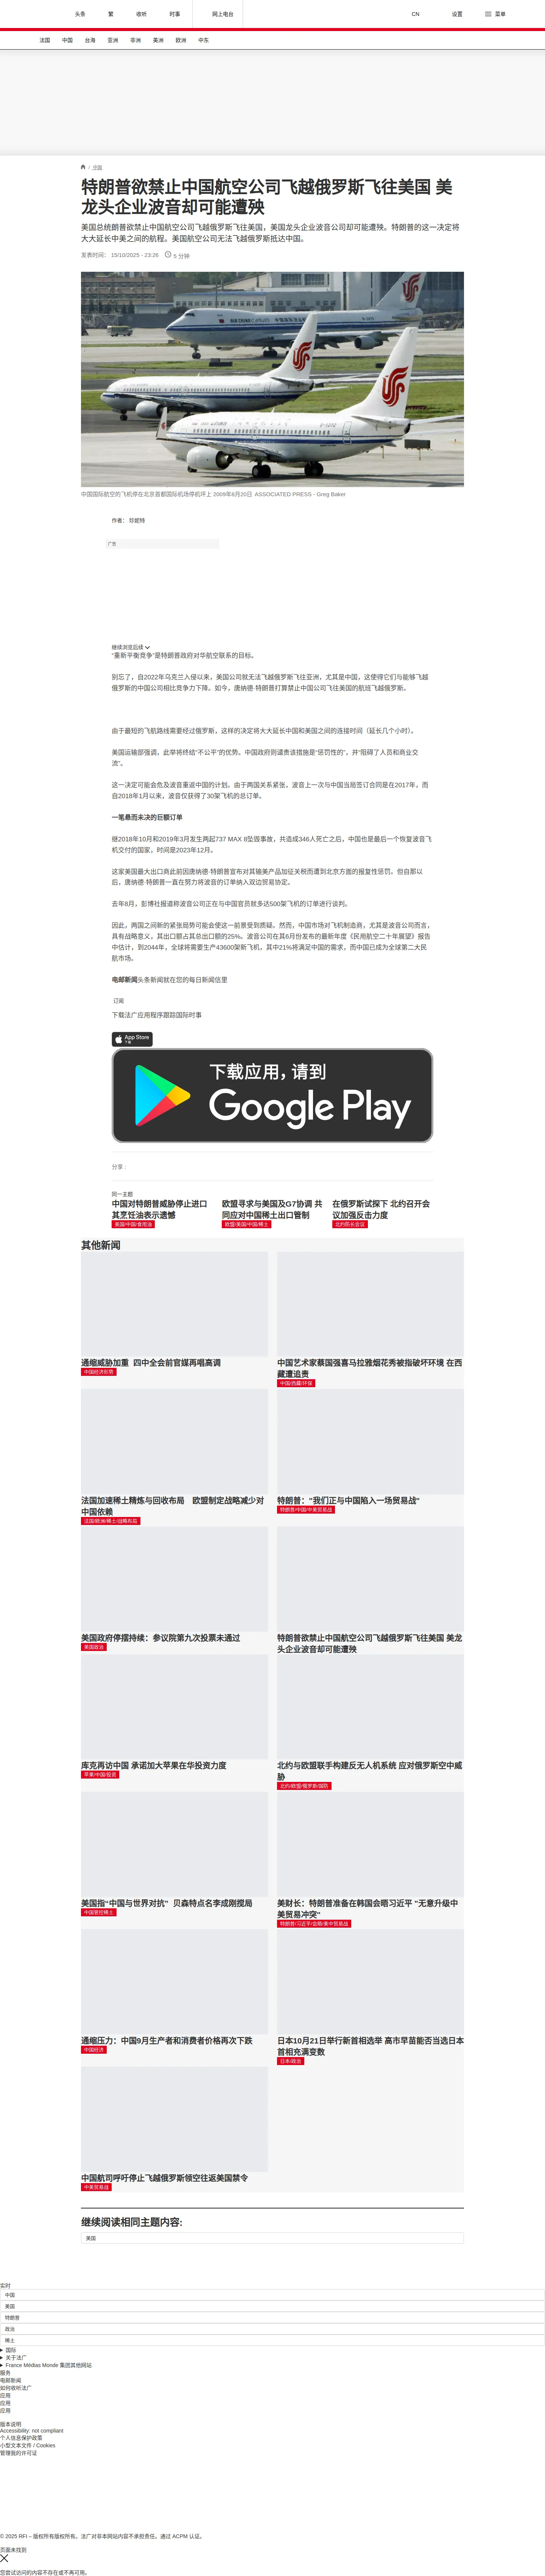 头条
繁
收听
时事
网上电台
CN
设置
菜单
法国
中国
台海
亚洲
非洲
美洲
欧洲
中东
/ 中国
特朗普欲禁止中国航空公司飞越俄罗斯飞往美国 美
龙头企业波音却可能遭殃
美国总统朗普欲禁止中国航空公司飞越俄罗斯飞往美国，美国龙头企业波音公司却可能遭殃。特朗普的这一决定将
大大延长中美之间的航程。美国航空公司无法飞越俄罗斯抵达中国。
发表时间： 15/10/2025 - 23:26
5 分钟
中国国际航空的飞机停在北京首都国际机场停机坪上 2009年8月20日 ASSOCIATED PRESS - Greg Baker
作者： 珍妮特
广告
继续浏览后续
“重新平衡竞争”是特朗普政府对华航空联系的目标。
别忘了，自2022年乌克兰入侵以来，美国公司就无法飞越俄罗斯飞往亚洲，尤其是中国，这使得它们与能够飞越
俄罗斯的中国公司相比竞争力下降。如今，唐纳德·特朗普打算禁止中国公司飞往美国的航班飞越俄罗斯。
由于最短的飞航路线需要经过俄罗斯，这样的决定将大大延长中国和美国之间的连接时间（延长几个小时）。
美国运输部强调，此举将终结“不公平”的优势。中国政府则谴责该措施是“惩罚性的”，并“阻碍了人员和商业交
流”。
这一决定可能会危及波音重返中国的计划。由于两国关系紧张，波音上一次与中国当局签订合同是在2017年，而
自2018年1月以来，波音仅获得了30架飞机的总订单。
一笔悬而未决的巨额订单
继2018年10月和2019年3月发生两起737 MAX 8坠毁事故，共造成346人死亡之后，中国也是最后一个恢复波音飞
机交付的国家，时间是2023年12月。
这家美国最大出口商此前因唐纳德·特朗普宣布对其输美产品加征关税而遭到北京方面的报复性惩罚。但自那以
后，唐纳德·特朗普一直在努力将波音的订单纳入双边贸易协定。
去年8月，彭博社报道称波音公司正在与中国官员就多达500架飞机的订单进行谈判。
因此，两国之间新的紧张局势可能会使这一前景受到质疑。然而，中国市场对飞机制造商，尤其是波音公司而言，
具有战略意义，其出口额占其总出口额的25%。波音公司在其6月份发布的最新年度《民用航空二十年展望》报告
中估计，到2044年，全球将需要生产43600架新飞机，其中21%将满足中国的需求，而中国已成为全球第二大民
航市场。
电邮新闻头条新闻就在您的每日新闻信里
订阅
下载法广应用程序跟踪国际时事
App Store
下载应用，请到
Google Play
分享 :
同一主题
中国对特朗普威胁停止进口
其烹饪油表示遗憾
美国/中国/食用油
欧盟寻求与美国及G7协调 共
同应对中国稀土出口管制
欧盟/美国/中国/稀土
在俄罗斯试探下 北约召开会
议加强反击力度
北约防长会议
其他新闻
通缩威胁加重 四中全会前官媒再唱高调
中国经济形势
中国艺术家蔡国强喜马拉雅烟花秀被指破坏环境 在西
藏遭追责
中国/西藏/环保
法国加速稀土精炼与回收布局 欧盟制定战略减少对
中国依赖
法国/欧洲/稀土/战略布局
特朗普："我们正与中国陷入一场贸易战"
特朗普/中国/中美贸易战
美国政府停摆持续：参议院第九次投票未通过
美国政治
特朗普欲禁止中国航空公司飞越俄罗斯飞往美国 美龙
头企业波音却可能遭殃
库克再访中国 承诺加大苹果在华投资力度
苹果/中国/投资
北约与欧盟联手构建反无人机系统 应对俄罗斯空中威
胁
北约/欧盟/俄罗斯/国防
美国指“中国与世界对抗” 贝森特点名李成刚搅局
中国管控稀土
美财长：特朗普准备在韩国会晤习近平 "无意升级中
美贸易冲突"
特朗普/习近平/会晤/美中贸易战
通缩压力：中国9月生产者和消费者价格再次下跌
中国经济
日本10月21日举行新首相选举 高市早苗能否当选日本
首相充满变数
日本/政治
中国航司呼吁停止飞越俄罗斯领空往返美国禁令
中美贸易战
继续阅读相同主题内容:
美国
实时
中国
美国
特朗普
政治
稀土
国际
关于法广
France Médias Monde 集团其他网站
服务
电邮新闻
如何收听法广
应用
应用
应用
版本说明
Accessibility: not compliant
个人信息保护政策
小型文本文件 / Cookies
管理我的许可证
© 2025 RFI – 版权所有版权所有。法广对非本网站内容不承担责任。通过 ACPM 认证。
页面未找到
您尝试访问的内容不存在或不再可用。